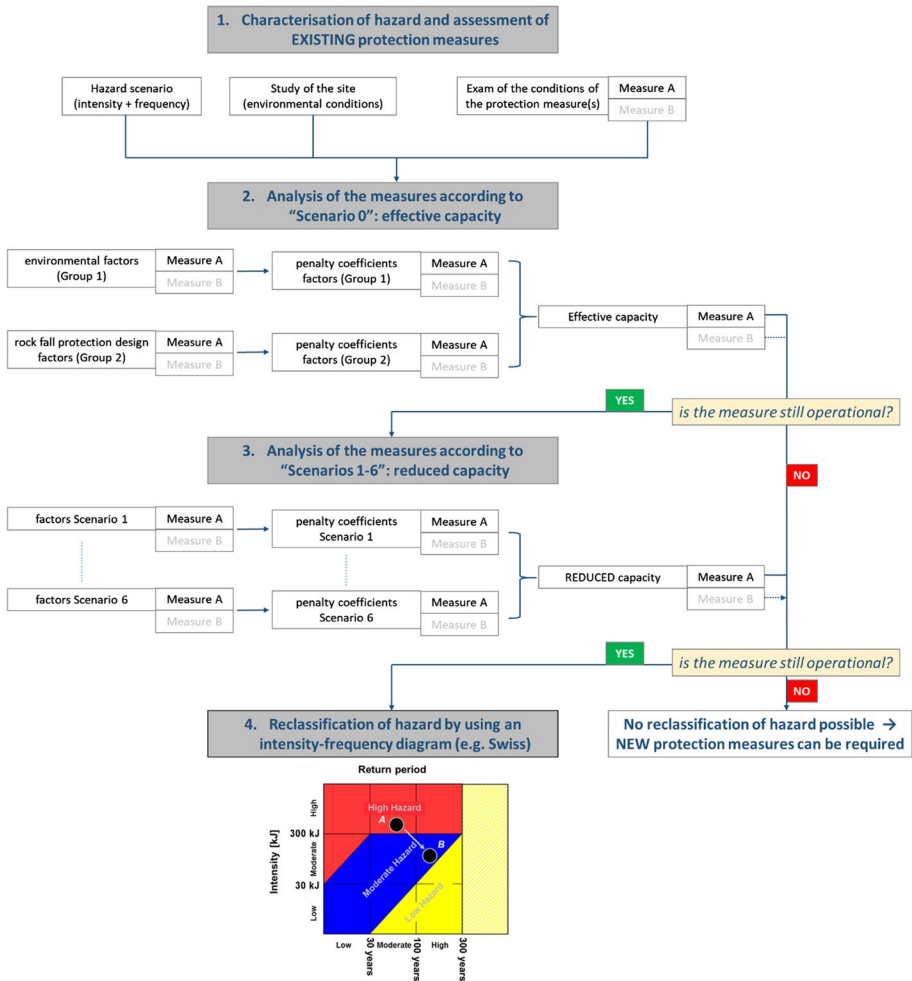 1. Characterisation of hazard and assessment of
EXISTING protection measures
Hazard scenario
(intensity + frequency)
Study of the site
(environmental conditions)
Exam of the conditions of
the protection measure(s)
Measure A
Measure B
2. Analysis of the measures according to
“Scenario 0”: effective capacity
environmental factors
(Group 1)
Measure A
Measure B
penalty coefficients
factors (Group 1)
Measure A
Measure B
rock fall protection design
factors (Group 2)
Measure A
Measure B
penalty coefficients
factors (Group 2)
Measure A
Measure B
Effective capacity
Measure A
Measure B
YES
is the measure still operational?
NO
3. Analysis of the measures according to
“Scenarios 1-6”: reduced capacity
factors Scenario 1
Measure A
Measure B
penalty coefficients
Scenario 1
Measure A
Measure B
factors Scenario 6
Measure A
Measure B
penalty coefficients
Scenario 6
Measure A
Measure B
REDUCED capacity
Measure A
Measure B
YES
is the measure still operational?
NO
4. Reclassification of hazard by using an
intensity-frequency diagram (e.g. Swiss)
No reclassification of hazard possible →
NEW protection measures can be required
Return period
Intensity [kJ]
High
300 kJ
Moderate
30 kJ
Low
High Hazard
A
B
Moderate Hazard
Low Hazard
Low
30 years
Moderate
100 years
High
300 years